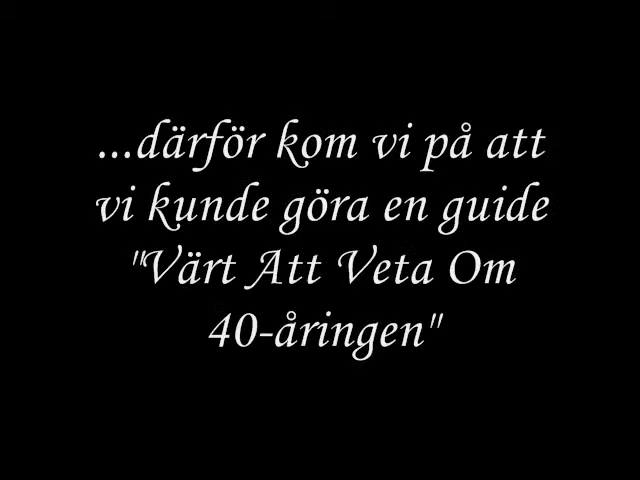 ...därför kom vi på att
vi kunde göra en guide
"Värt Att Veta Om
40-åringen"